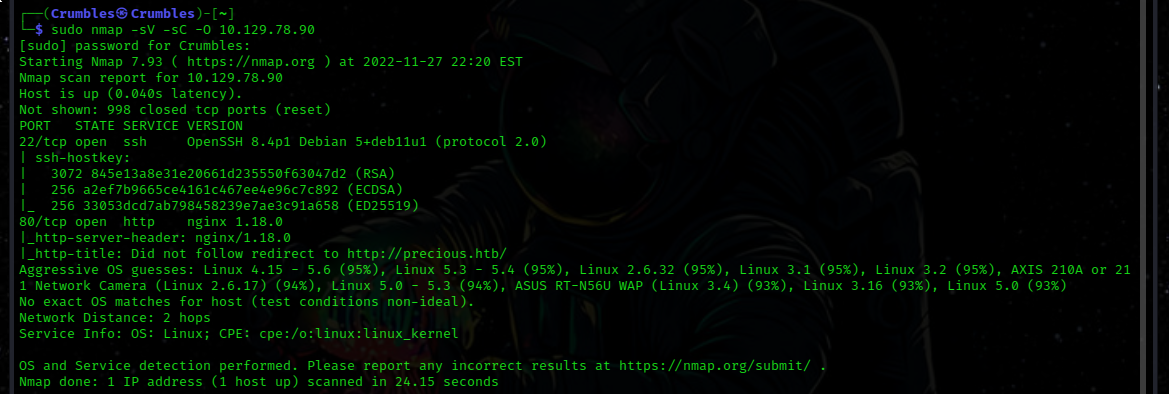 ┌──(Crumbles㉿Crumbles)-[~]
└─$ sudo nmap -sV -sC -O 10.129.78.90
[sudo] password for Crumbles:
Starting Nmap 7.93 ( https://nmap.org ) at 2022-11-27 22:20 EST
Nmap scan report for 10.129.78.90
Host is up (0.040s latency).
Not shown: 998 closed tcp ports (reset)
PORT   STATE SERVICE VERSION
22/tcp open  ssh     OpenSSH 8.4p1 Debian 5+deb11u1 (protocol 2.0)
| ssh-hostkey:
|   3072 845e13a8e31e20661d235550f63047d2 (RSA)
|   256 a2ef7b9665ce4161c467ee4e96c7c892 (ECDSA)
|_  256 33053dcd7ab798458239e7ae3c91a658 (ED25519)
80/tcp open  http    nginx 1.18.0
|_http-server-header: nginx/1.18.0
|_http-title: Did not follow redirect to http://precious.htb/
Aggressive OS guesses: Linux 4.15 - 5.6 (95%), Linux 5.3 - 5.4 (95%), Linux 2.6.32 (95%), Linux 3.1 (95%), Linux 3.2 (95%), AXIS 210A or 21
1 Network Camera (Linux 2.6.17) (94%), Linux 5.0 - 5.3 (94%), ASUS RT-N56U WAP (Linux 3.4) (93%), Linux 3.16 (93%), Linux 5.0 (93%)
No exact OS matches for host (test conditions non-ideal).
Network Distance: 2 hops
Service Info: OS: Linux; CPE: cpe:/o:linux:linux_kernel

OS and Service detection performed. Please report any incorrect results at https://nmap.org/submit/ .
Nmap done: 1 IP address (1 host up) scanned in 24.15 seconds